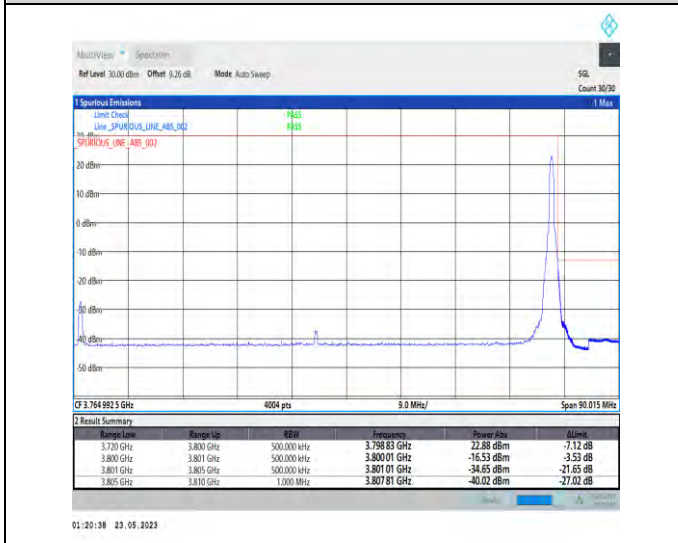 MultiView Spectrum
Ref Level 30.00 dBm Offset 9.26 dB Mode Auto Sweep SGL
Count 30/30
1 Spurious Emissions 1 Max
Limit Check PASS
Line _SPURIOUS_LINE_ABS_002 PASS
_SPURIOUS_LINE_ABS_002
20 dBm
10 dBm
0 dBm
-10 dBm
-20 dBm
-30 dBm
-40 dBm
-50 dBm
CF 3.764 992 5 GHz 4004 pts 9.0 MHz/ Span 90.015 MHz
2 Result Summary
Range Low Range Up RBW Frequency Power Abs ΔLimit
3.720 GHz 3.800 GHz 500.000 kHz 3.798 83 GHz 22.88 dBm -7.12 dB
3.800 GHz 3.801 GHz 500.000 kHz 3.800 01 GHz -16.53 dBm -3.53 dB
3.801 GHz 3.805 GHz 500.000 kHz 3.801 01 GHz -34.65 dBm -21.65 dB
3.805 GHz 3.810 GHz 1.000 MHz 3.807 81 GHz -40.02 dBm -27.02 dB
01:20:38 23.05.2023